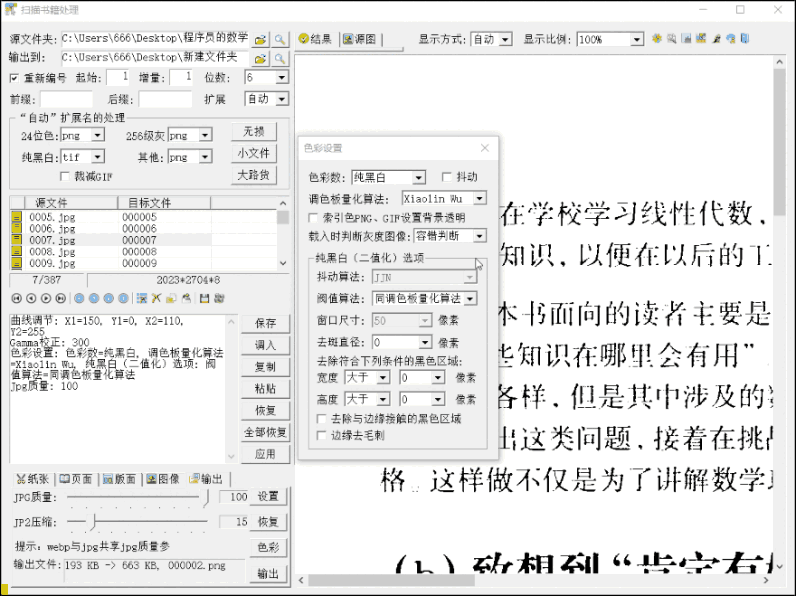 扫描书籍处理
源文件夹: C:\Users\666\Desktop\程序员的数学
输出到: C:\Users\666\Desktop\新建文件夹
重新编号 起始: 1 增量: 1 位数: 6
前缀: 后缀: 扩展 自动
“自动”扩展名的处理
24位色: png 256级灰 png 无损
纯黑白: tif 其他: png 小文件
裁减GIF 大路货
源文件 目标文件
0005.jpg 000005
0006.jpg 000006
0007.jpg 000007
0008.jpg 000008
0009.jpg 000009
7/387 2023*2704*8
曲线调节: X1=150, Y1=0, X2=110,
Y2=255
Gamma校正: 300
色彩设置: 色彩数=纯黑白, 调色板量化算法
=Xiaolin Wu, 纯黑白（二值化）选项: 阀
值算法=同调色板量化算法
Jpg质量: 100
保存
调入
复制
粘贴
恢复
全部恢复
应用
纸张 页面 版面 图像 输出
JPG质量: 100 设置
JP2压缩: 15 恢复
提示: webp与jpg共享jpg质量参 色彩
输出文件: 193 KB -> 663 KB, 000002.png 输出
结果 源图 显示方式: 自动 显示比例: 100%
色彩设置
色彩数: 纯黑白 抖动
调色板量化算法: Xiaolin Wu
索引色PNG、GIF设置背景透明
载入时判断灰度图像: 容错判断
纯黑白（二值化）选项
抖动算法: JJN
阀值算法: 同调色板量化算法
窗口尺寸: 50 像素
去斑直径: 0 像素
去除符合下列条件的黑色区域:
宽度 大于 0 像素
高度 大于 0 像素
去除与边缘接触的黑色区域
边缘去毛刺
在学校学习线性代数，
知识，以便在以后的工
本书面向的读者主要是
些知识在哪里会有用”
各样，但是其中涉及的
出这类问题，接着在挑
格。这样做不仅是为了讲解数学
(b) 致想到“肯定有